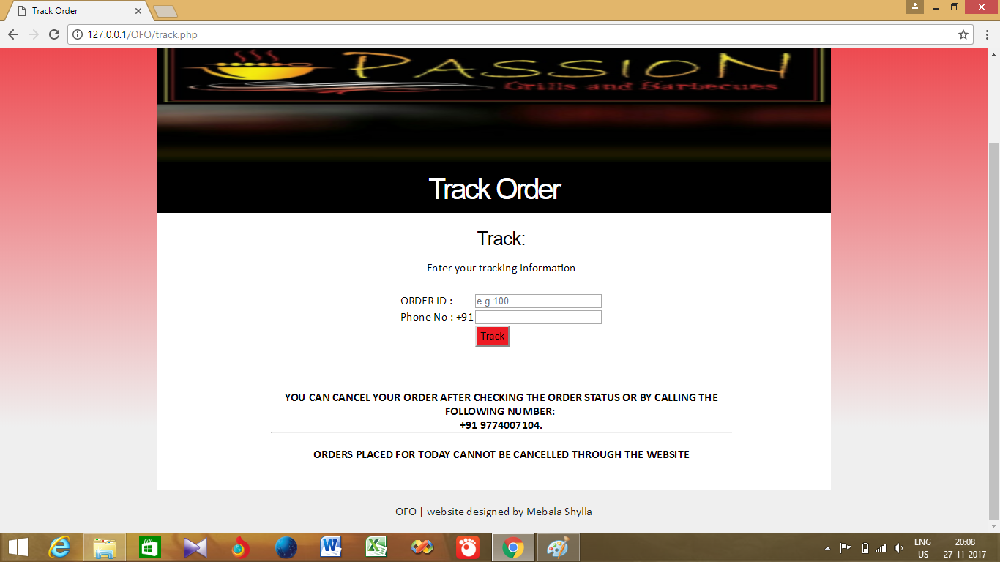 Track Order
127.0.0.1/OFO/track.php
PASSION
Grills and Barbecues
Track Order
Track:
Enter your tracking Information
ORDER ID : e.g 100
Phone No : +91
Track
YOU CAN CANCEL YOUR ORDER AFTER CHECKING THE ORDER STATUS OR BY CALLING THE
FOLLOWING NUMBER:
+91 9774007104.
ORDERS PLACED FOR TODAY CANNOT BE CANCELLED THROUGH THE WEBSITE
OFO | website designed by Mebala Shylla
ENG 20:08
US 27-11-2017